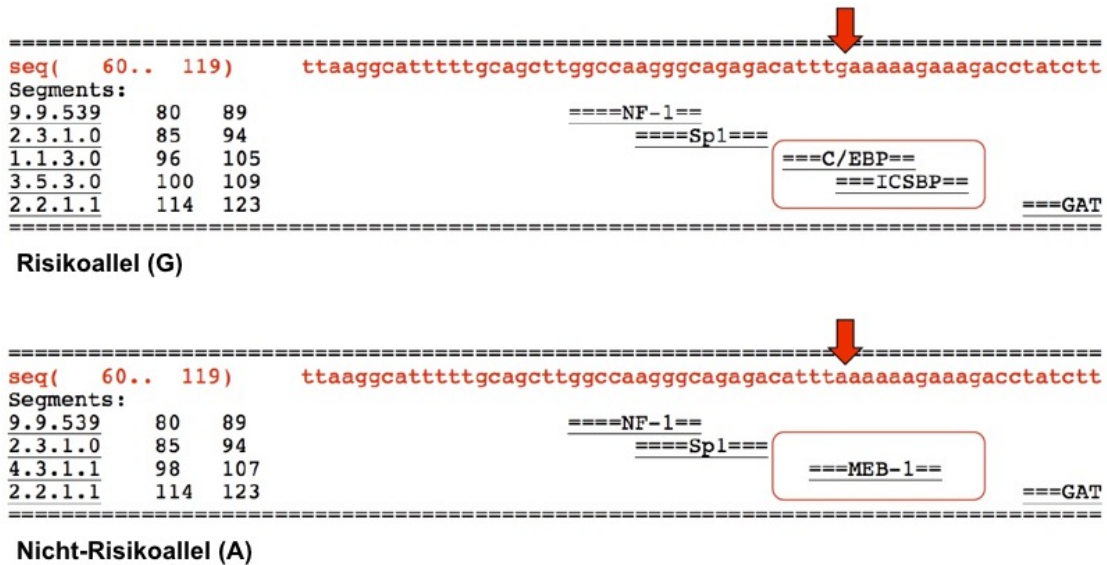 ==================================================================================
seq(   60..  119)     ttaaggcatttttgcagcttggccaagggcagagacatttgaaaaagaaagacctatctt
Segments:
9.9.539    80   89                        ====NF-1==
2.3.1.0    85   94                             ====Sp1===
1.1.3.0    96   105                                       ===C/EBP==
3.5.3.0    100  109                                           ===ICSBP==
2.2.1.1    114  123                                                         ===GAT
==================================================================================
Risikoallel (G)
==================================================================================
seq(   60..  119)     ttaaggcatttttgcagcttggccaagggcagagacatttaaaaaagaaagacctatctt
Segments:
9.9.539    80   89                        ====NF-1==
2.3.1.0    85   94                             ====Sp1===
4.3.1.1    98   107                                         ===MEB-1==
2.2.1.1    114  123                                                         ===GAT
==================================================================================
Nicht-Risikoallel (A)